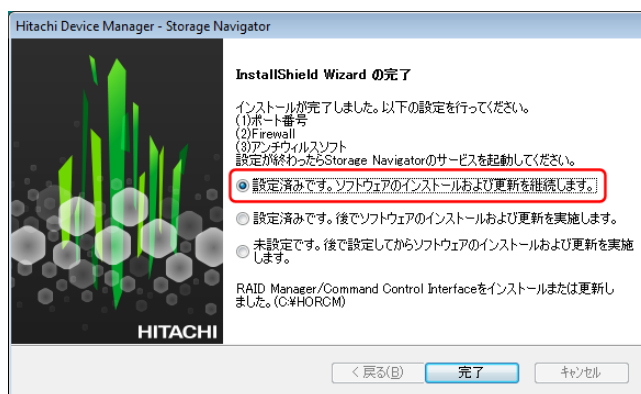 Hitachi Device Manager - Storage Navigator
InstallShield Wizard の完了
インストールが完了しました。以下の設定を行ってください。
(1)ポート番号
(2)Firewall
(3)アンチウィルスソフト
設定が終わったらStorage Navigatorのサービスを起動してください。
設定済みです。ソフトウェアのインストールおよび更新を継続します。
設定済みです。後でソフトウェアのインストールおよび更新を実施します。
未設定です。後で設定してからソフトウェアのインストールおよび更新を実施
します。
RAID Manager/Command Control Interfaceをインストールまたは更新し
ました。(C:¥HORCM)
HITACHI
< 戻る(B)
完了
キャンセル